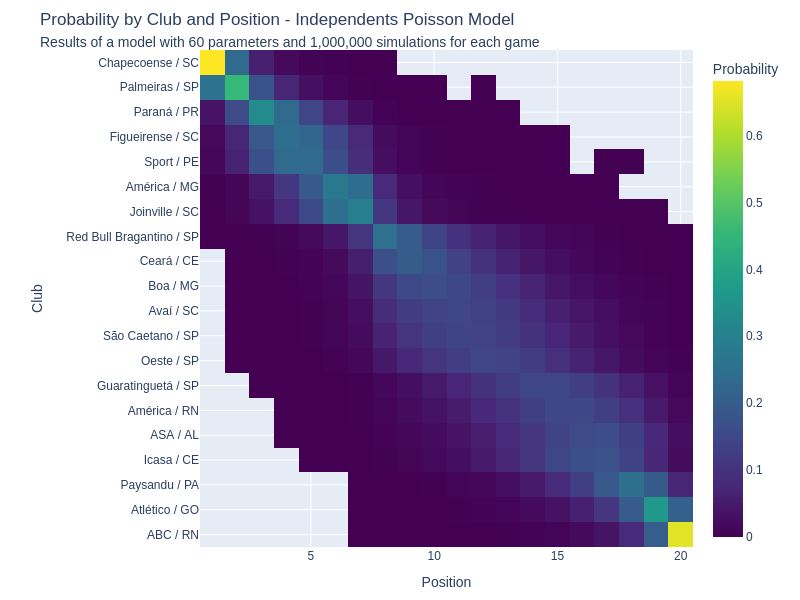 Probability by Club and Position - Independents Poisson Model
Results of a model with 60 parameters and 1,000,000 simulations for each game
Probability
Chapecoense / SC
Palmeiras / SP
Paraná / PR
Figueirense / SC
Sport / PE
América / MG
Joinville / SC
Red Bull Bragantino / SP
Ceará / CE
Boa / MG
Avaí / SC
São Caetano / SP
Oeste / SP
Guaratinguetá / SP
América / RN
ASA / AL
Icasa / CE
Paysandu / PA
Atlético / GO
ABC / RN
Club
5
10
15
20
Position
0.6
0.5
0.4
0.3
0.2
0.1
0